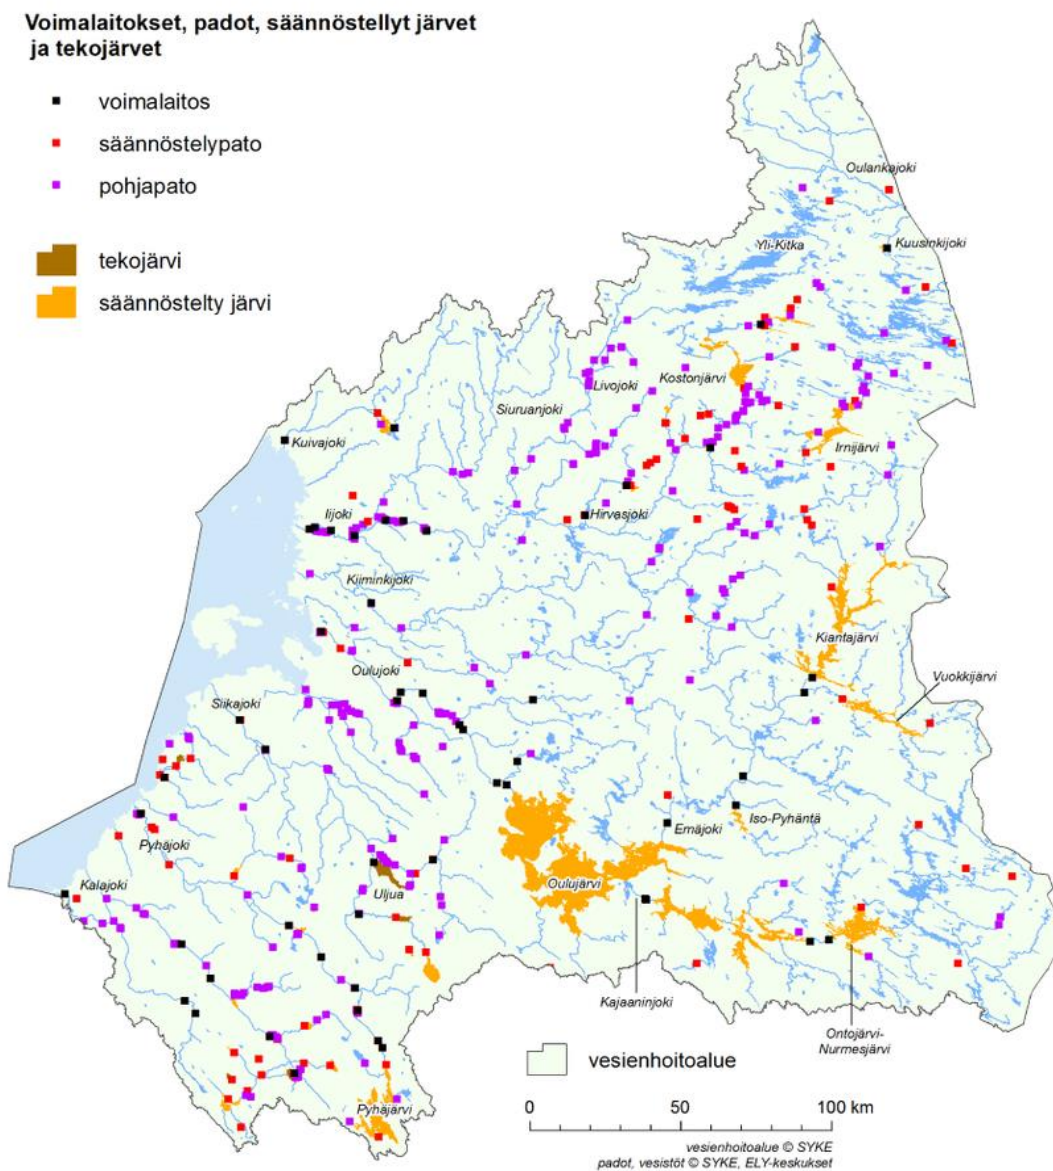 Voimalaitokset, padot, säännöstellyt järvet
ja tekojärvet
voimalaitos
säännöstelypato
pohjapato
tekojärvi
säännöstelty järvi
Oulankajoki
Yli-Kitka
Kuusinkijoki
Livojoki
Kostonjärvi
Siuruanjoki
Kuivajoki
Irnijärvi
Iijoki
Hirvasjoki
Kiiminkijoki
Kiantajärvi
Oulujoki
Vuokkijärvi
Siikajoki
Iso-Pyhäntä
Emäjoki
Pyhäjoki
Kalajoki
Uljua
Oulujärvi
Kajaaninjoki
Ontojärvi-
Nurmesjärvi
vesienhoitoalue
Pyhäjärvi
0 50 100 km
vesienhoitoalue © SYKE
padot, vesistöt © SYKE, ELY-keskukset